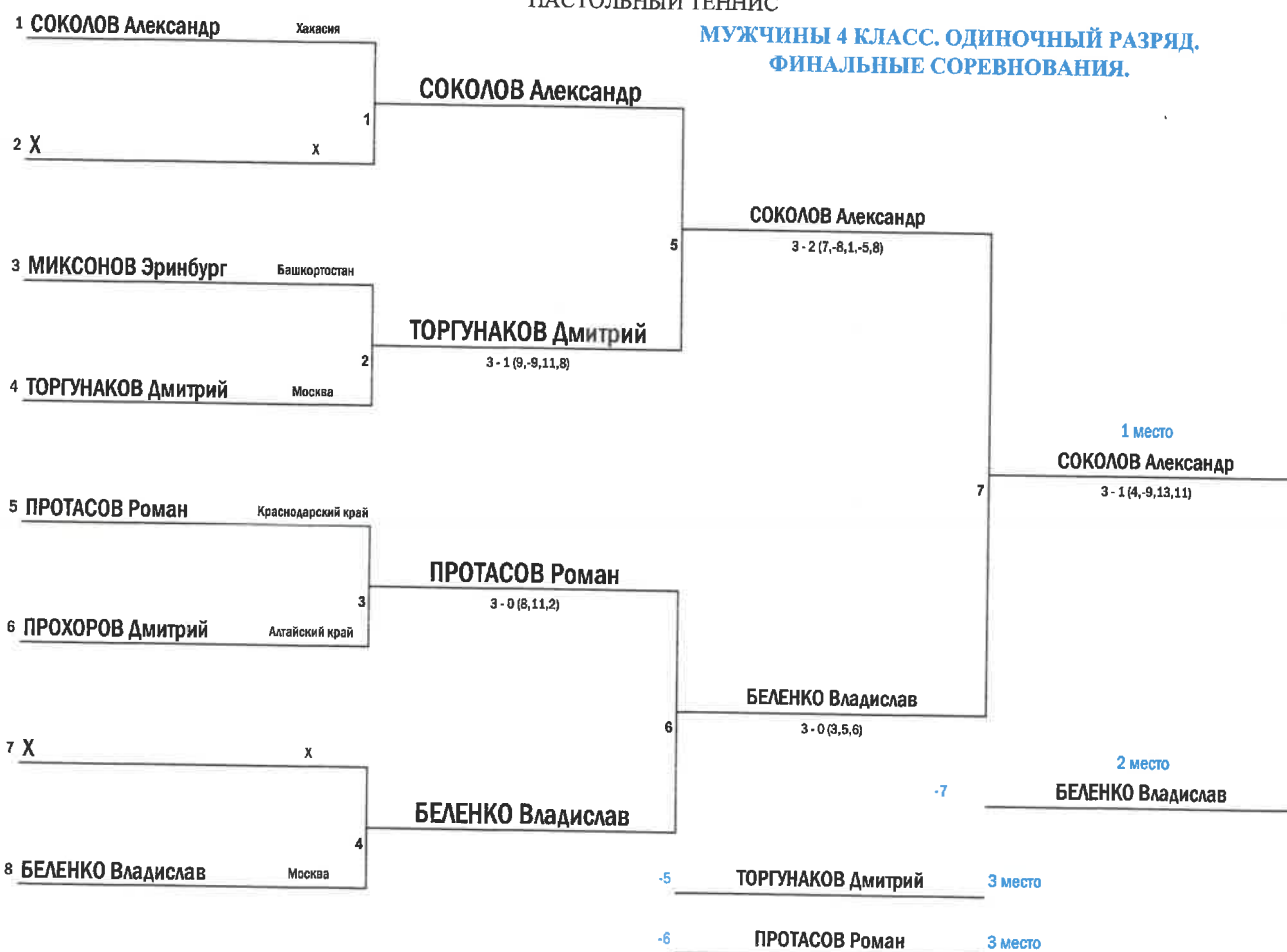 НАСТОЛЬНЫЙ ТЕННИС
МУЖЧИНЫ 4 КЛАСС. ОДИНОЧНЫЙ РАЗРЯД.
ФИНАЛЬНЫЕ СОРЕВНОВАНИЯ.
1 СОКОЛОВ Александр Хакасия
СОКОЛОВ Александр
1
2 X X
СОКОЛОВ Александр
5
3 - 2 (7,-8,1,-5,8)
3 МИКСОНОВ Эринбург Башкортостан
ТОРГУНАКОВ Дмитрий
2
3 - 1 (9,-9,11,8)
4 ТОРГУНАКОВ Дмитрий Москва
1 место
СОКОЛОВ Александр
7
3 - 1 (4,-9,13,11)
5 ПРОТАСОВ Роман Краснодарский край
ПРОТАСОВ Роман
3
3 - 0 (8,11,2)
6 ПРОХОРОВ Дмитрий Алтайский край
БЕЛЕНКО Владислав
6
3 - 0 (3,5,6)
7 X X
2 место
-7 БЕЛЕНКО Владислав
БЕЛЕНКО Владислав
4
8 БЕЛЕНКО Владислав Москва
-5 ТОРГУНАКОВ Дмитрий 3 место
-6 ПРОТАСОВ Роман 3 место